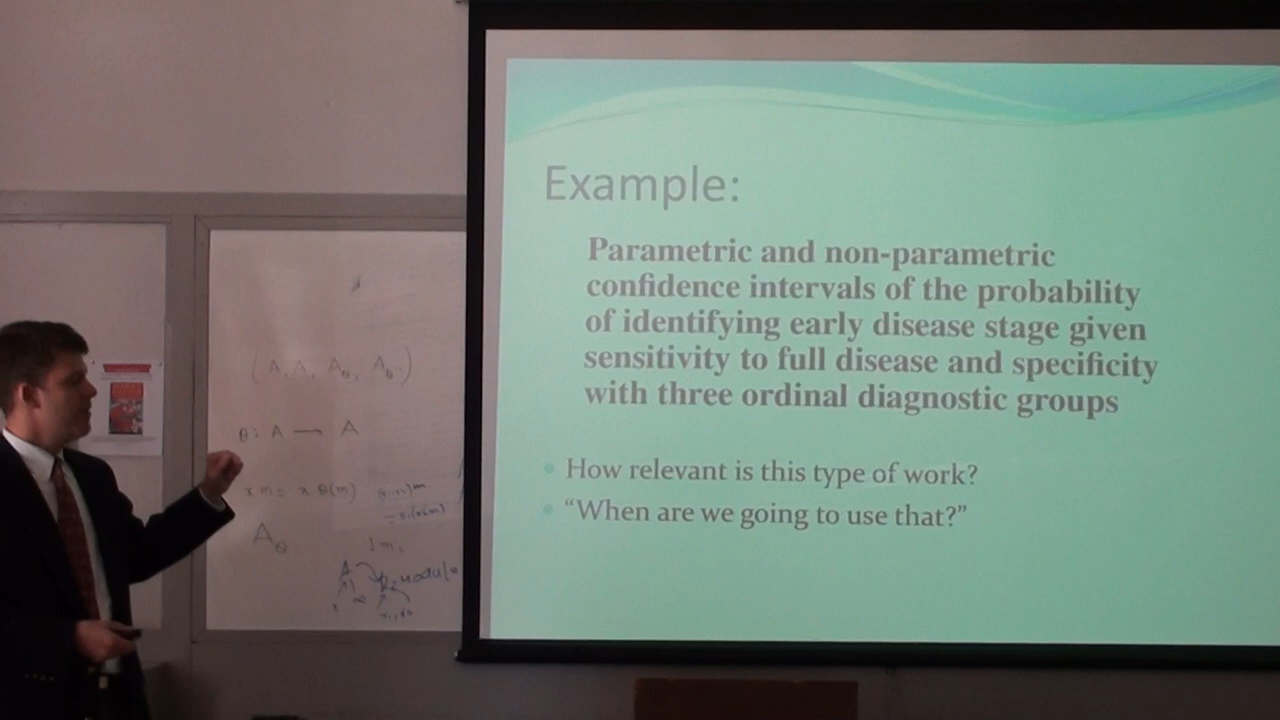 Example:
Parametric and non-parametric
confidence intervals of the probability
of identifying early disease stage given
sensitivity to full disease and specificity
with three ordinal diagnostic groups
How relevant is this type of work?
“When are we going to use that?”
θ: A — A
x m = x θ(m)
A_θ